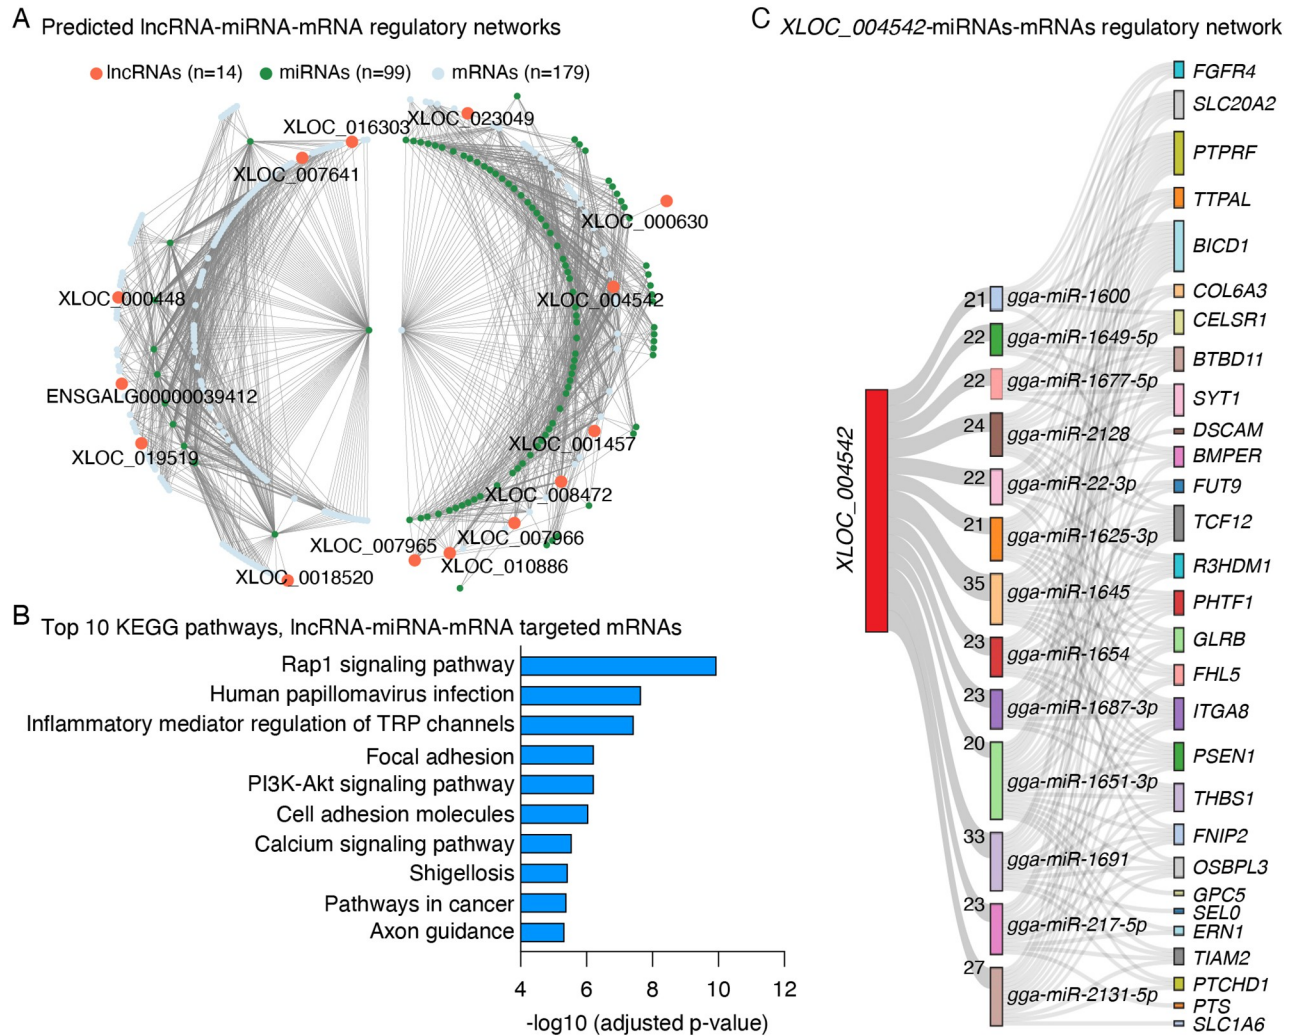 A Predicted lncRNA-miRNA-mRNA regulatory networks
lncRNAs (n=14) miRNAs (n=99) mRNAs (n=179)
XLOC_016303
XLOC_023049
XLOC_007641
XLOC_000630
XLOC_000448
XLOC_004542
ENSGALG00000039412
XLOC_001457
XLOC_019519
XLOC_008472
XLOC_007966
XLOC_007965
XLOC_010886
XLOC_0018520
B Top 10 KEGG pathways, lncRNA-miRNA-mRNA targeted mRNAs
Rap1 signaling pathway
Human papillomavirus infection
Inflammatory mediator regulation of TRP channels
Focal adhesion
PI3K-Akt signaling pathway
Cell adhesion molecules
Calcium signaling pathway
Shigellosis
Pathways in cancer
Axon guidance
4 6 8 10 12
-log10 (adjusted p-value)
C XLOC_004542-miRNAs-mRNAs regulatory network
XLOC_004542
21 gga-miR-1600
22 gga-miR-1649-5p
22 gga-miR-1677-5p
24 gga-miR-2128
22 gga-miR-22-3p
21 gga-miR-1625-3p
35 gga-miR-1645
23 gga-miR-1654
23 gga-miR-1687-3p
20 gga-miR-1651-3p
33 gga-miR-1691
23 gga-miR-217-5p
27 gga-miR-2131-5p
FGFR4
SLC20A2
PTPRF
TTPAL
BICD1
COL6A3
CELSR1
BTBD11
SYT1
DSCAM
BMPER
FUT9
TCF12
R3HDM1
PHTF1
GLRB
FHL5
ITGA8
PSEN1
THBS1
FNIP2
OSBPL3
GPC5
SEL0
ERN1
TIAM2
PTCHD1
PTS
SLC1A6